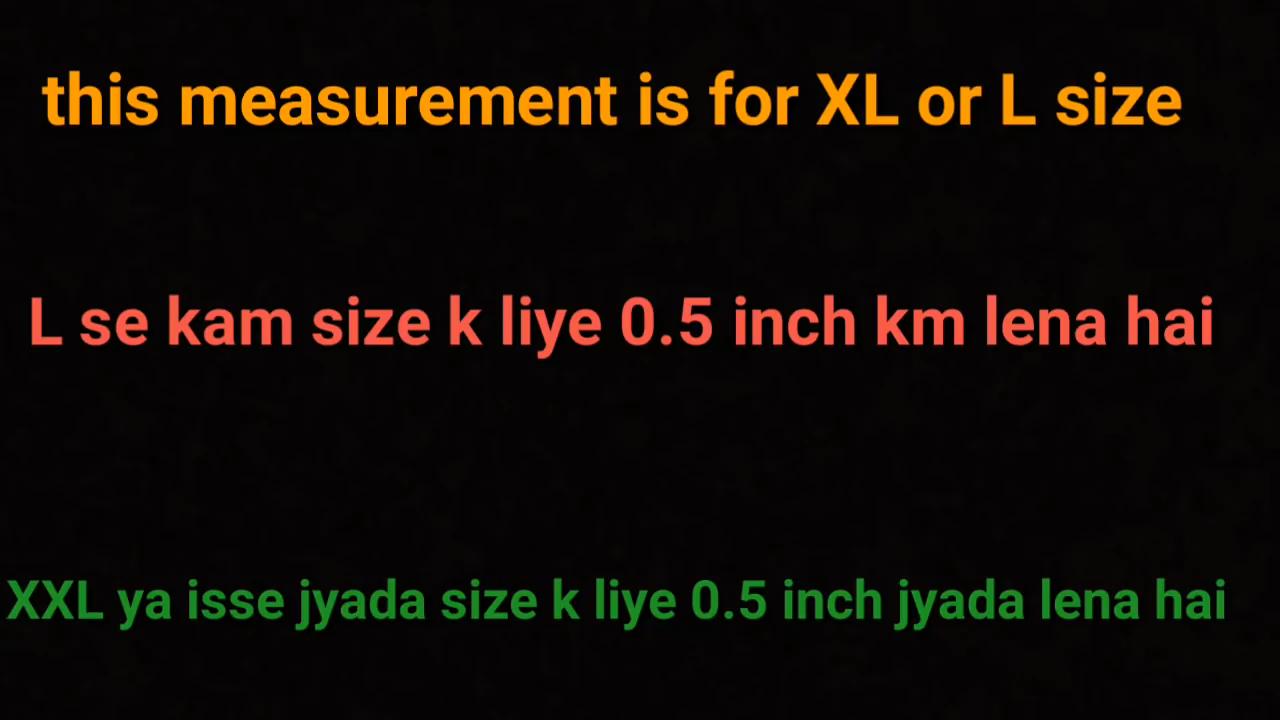 this measurement is for XL or L size
L se kam size k liye 0.5 inch km lena hai
XXL ya isse jyada size k liye 0.5 inch jyada lena hai